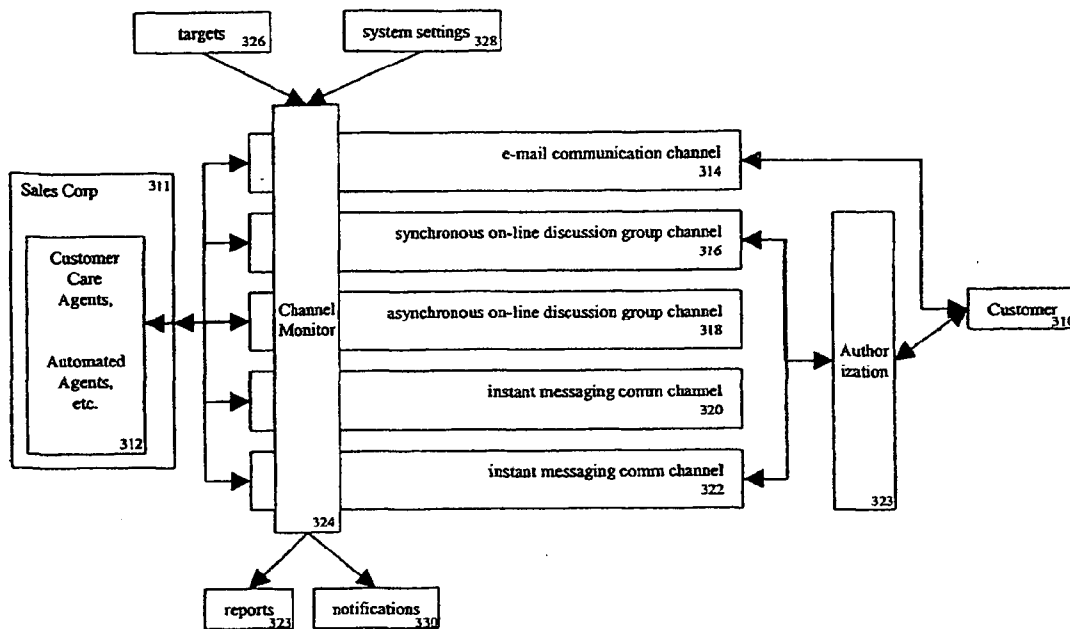 targets
326
system settings
328
e-mail communication channel
314
Sales Corp
311
synchronous on-line discussion group channel
316
Customer
Care
Agents,
Automated
Agents,
etc.
312
Channel
Monitor
324
asynchronous on-line discussion group channel
318
instant messaging comm channel
320
instant messaging comm channel
322
Author
ization
323
Customer
310
reports
323
notifications
330